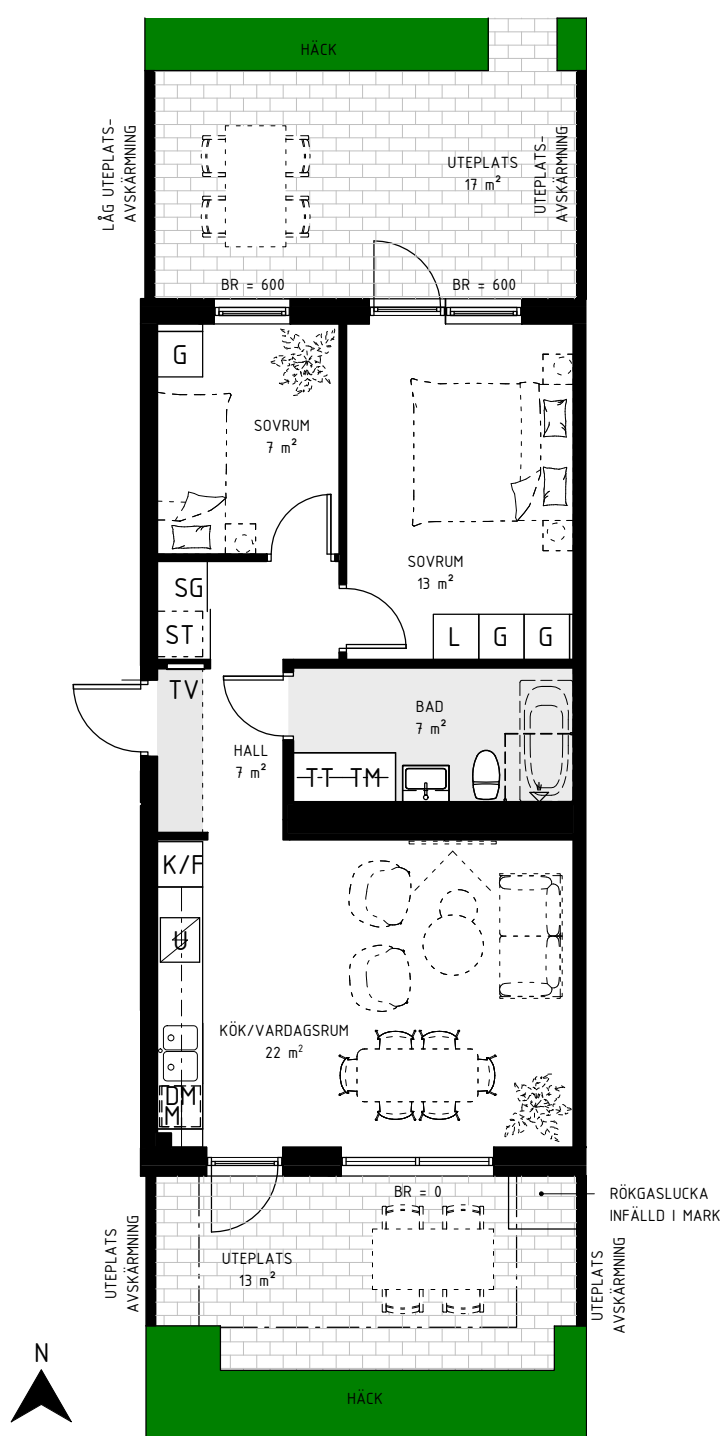 HÄCK
LÅG UTEPLATS-
AVSKÄRMNING
UTEPLATS
17 m²
UTEPLATS-
AVSKÄRMNING
BR = 600
BR = 600
G
SOVRUM
7 m²
SOVRUM
13 m²
SG
ST
L
G
G
TV
BAD
7 m²
HALL
7 m²
TT
TM
K/F
U
KÖK/VARDAGSRUM
22 m²
DM
M
BR = 0
RÖKGASLUCKA
INFÄLLD I MARK
UTEPLATS
AVSKÄRMNING
UTEPLATS
13 m²
UTEPLATS
AVSKÄRMNING
N
HÄCK